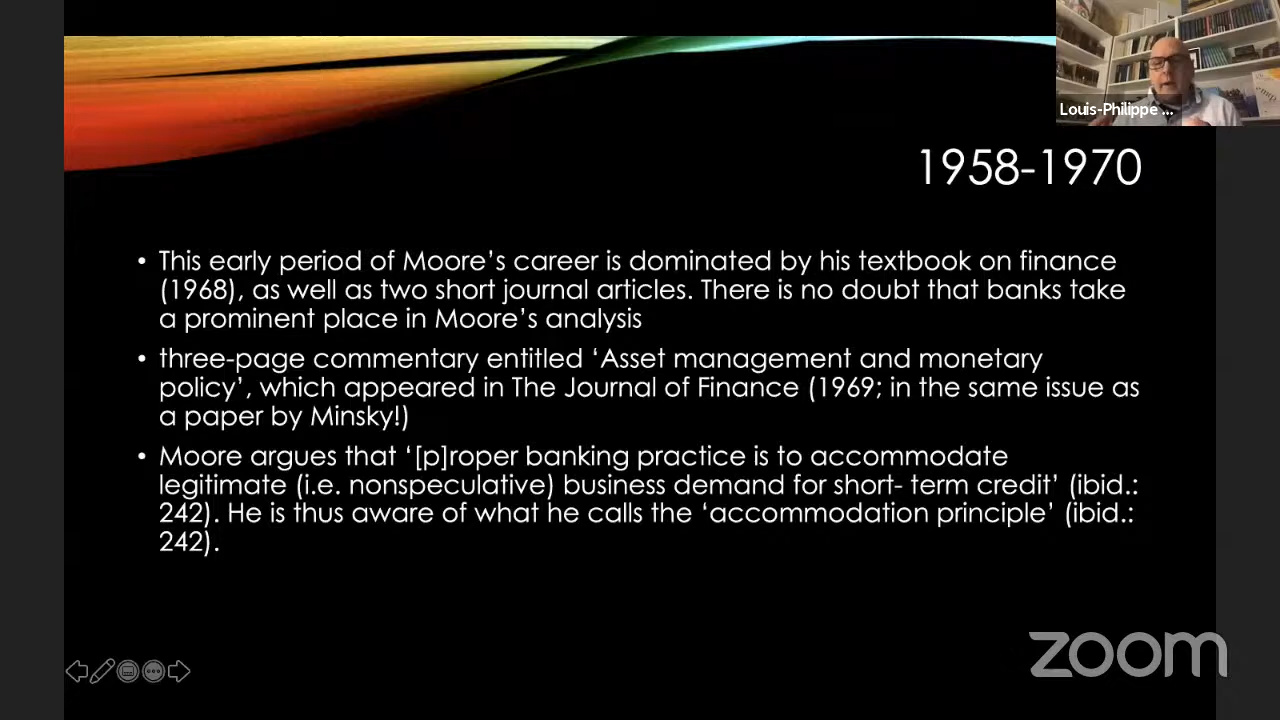 Louis-Philippe ...
1958-1970
• This early period of Moore’s career is dominated by his textbook on finance
(1968), as well as two short journal articles. There is no doubt that banks take
a prominent place in Moore’s analysis
• three-page commentary entitled ‘Asset management and monetary
policy’, which appeared in The Journal of Finance (1969; in the same issue as
a paper by Minsky!)
• Moore argues that ‘[p]roper banking practice is to accommodate
legitimate (i.e. nonspeculative) business demand for short- term credit’ (ibid.:
242). He is thus aware of what he calls the ‘accommodation principle’ (ibid.:
242).
zoom